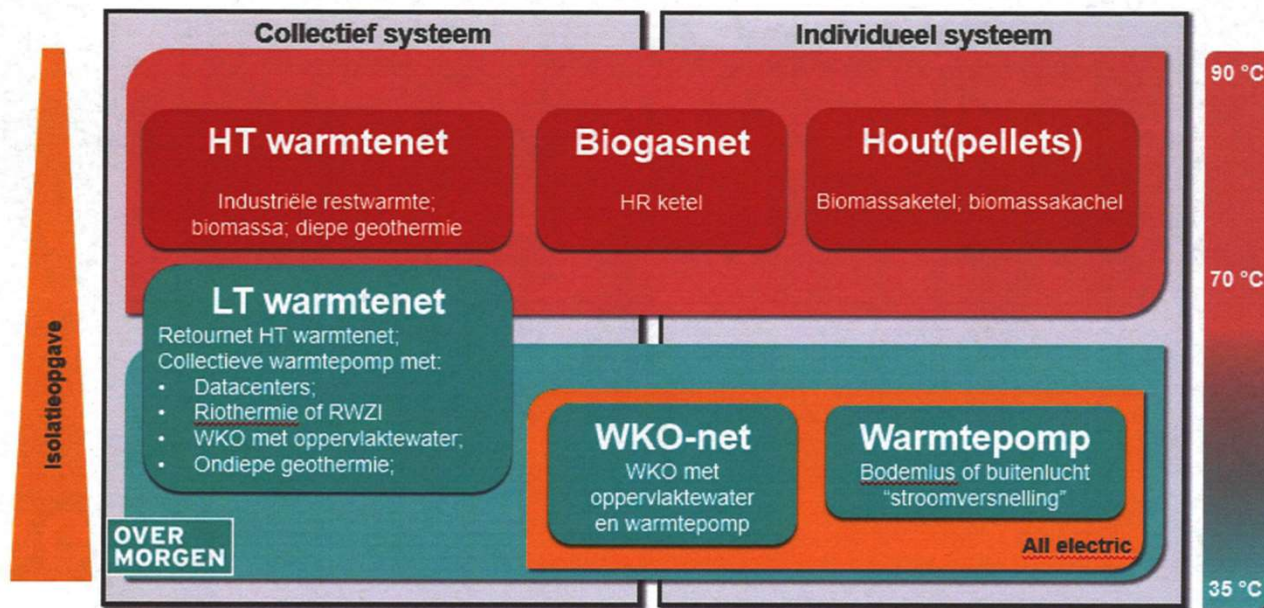 Collectief systeem
Individueel systeem
90 °C
HT warmtenet
Industriële restwarmte;
biomassa; diepe geothermie
Biogasnet
HR ketel
Hout(pellets)
Biomassaketel; biomassakachel
70 °C
Isolatieopgave
LT warmtenet
Retournet HT warmtenet;
Collectieve warmtepomp met:
• Datacenters;
• Riothermie of RWZI
• WKO met oppervlaktewater;
• Ondiepe geothermie;
WKO-net
WKO met
oppervlaktewater
en warmtepomp
Warmtepomp
Bodemlus of buitenlucht
“stroomversnelling”
All electric
OVER
MORGEN
35 °C